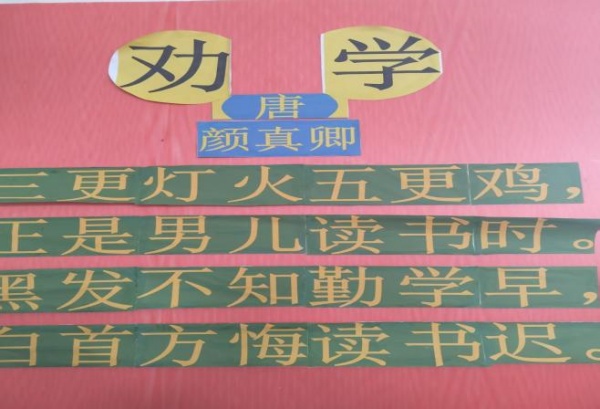 劝学
唐
颜真卿
三更灯火五更鸡，
正是男儿读书时。
黑发不知勤学早，
白首方悔读书迟。